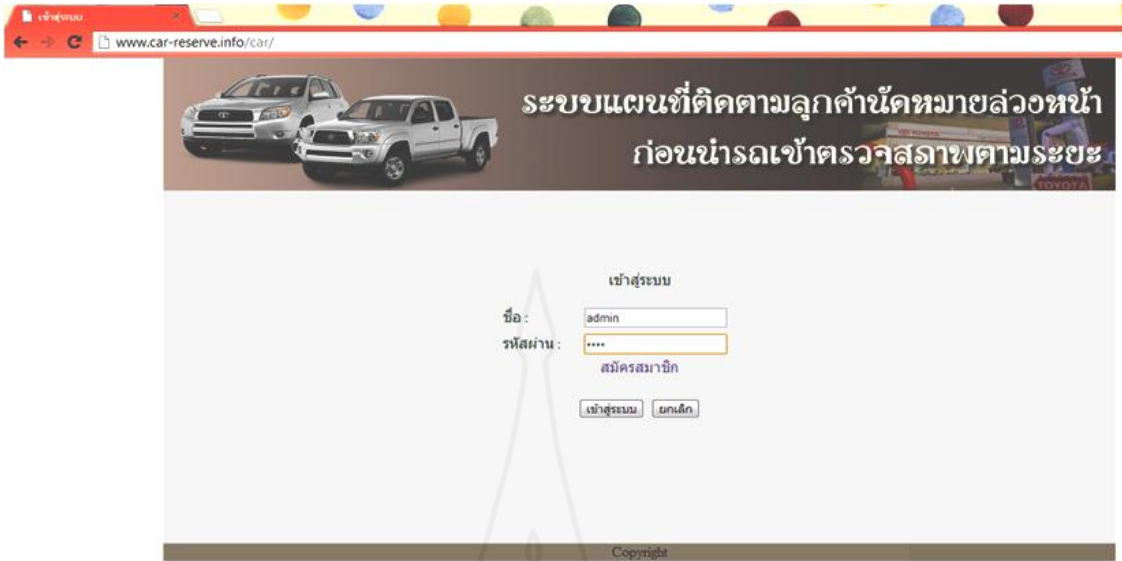 เข้าสู่ระบบ
www.car-reserve.info/car/
ระบบแผนที่ติดตามลูกค้านัดหมายล่วงหน้า
ก่อนนำรถเข้าตรวจสภาพตามระยะ
TOYOTA
เข้าสู่ระบบ
ชื่อ : admin
รหัสผ่าน : ••••
สมัครสมาชิก
เข้าสู่ระบบ ยกเลิก
Copyright